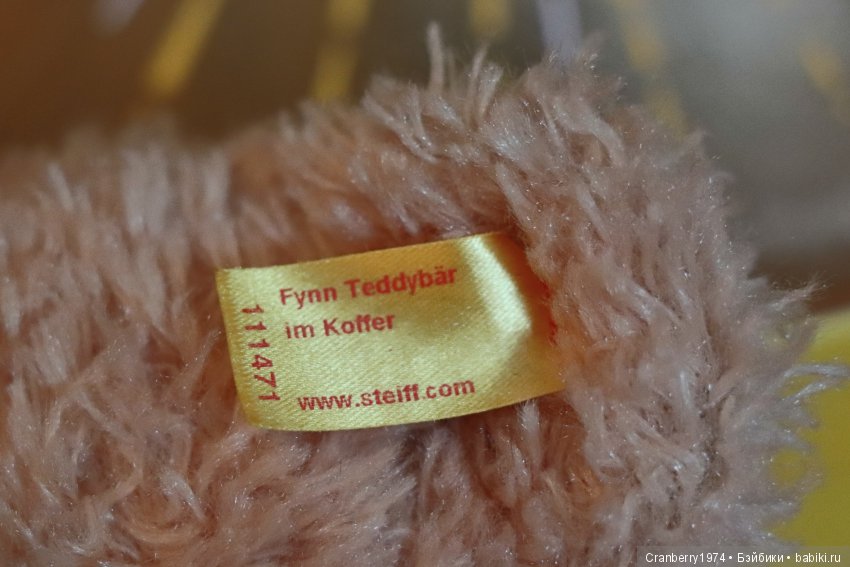 Fynn Teddybär
im Koffer
111471
www.steiff.com
Cranberry1974 • Бэйбики • babiki.ru